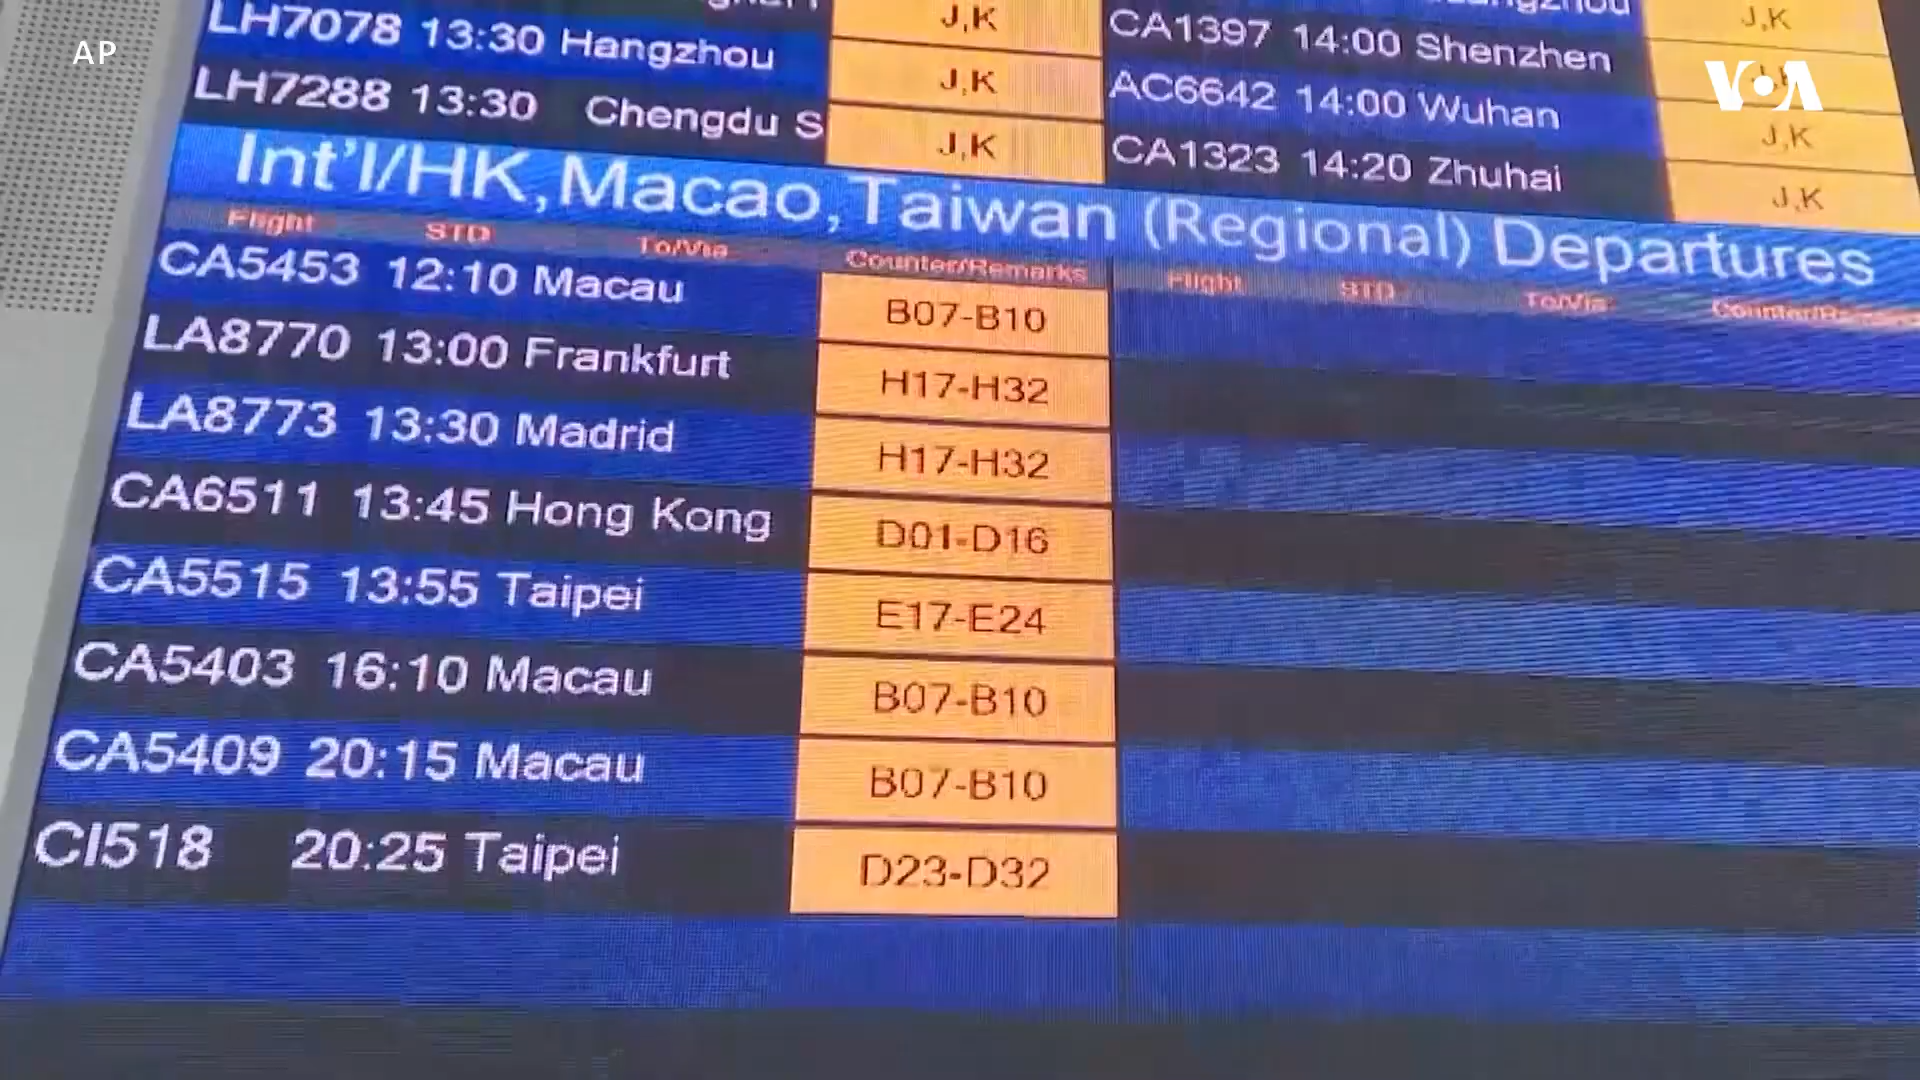 AP
VOA
LH7078 13:30 Hangzhou J,K
LH7288 13:30 Chengdu S J,K
J,K
J,K
CA1397 14:00 Shenzhen
AC6642 14:00 Wuhan J,K
CA1323 14:20 Zhuhai J,K
Int'l/HK,Macao,Taiwan (Regional) Departures
Flight STD To/Via Counter/Remarks Flight STD To/Via
CA5453 12:10 Macau B07-B10
LA8770 13:00 Frankfurt H17-H32
LA8773 13:30 Madrid H17-H32
CA6511 13:45 Hong Kong D01-D16
CA5515 13:55 Taipei E17-E24
CA5403 16:10 Macau B07-B10
CA5409 20:15 Macau B07-B10
CI518 20:25 Taipei D23-D32